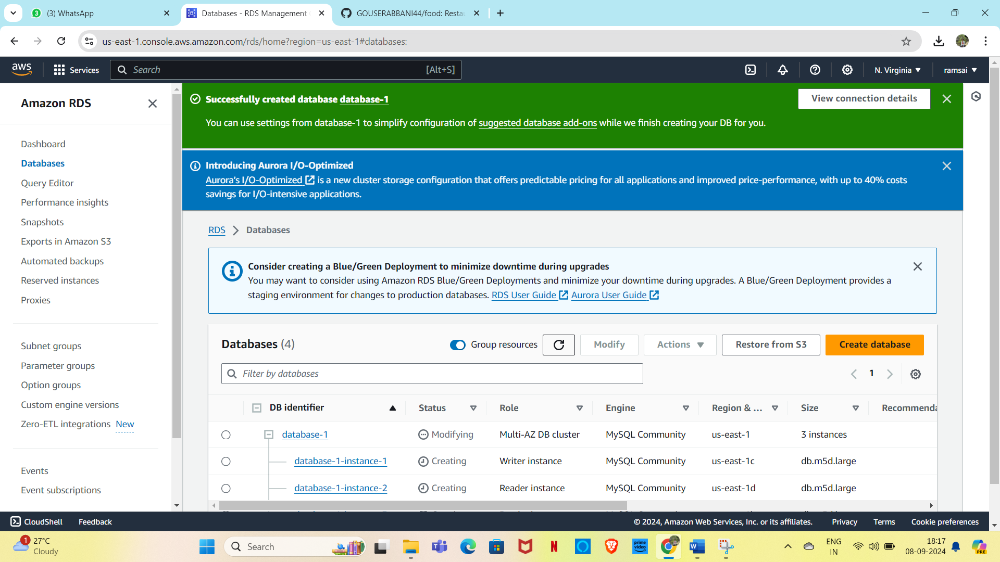 (3) WhatsApp
Databases - RDS Management
GOUSERABBANI44/food: Resta
us-east-1.console.aws.amazon.com/rds/home?region=us-east-1#databases:
aws
Services
Search
[Alt+S]
N. Virginia
ramsai
Amazon RDS
Dashboard
Databases
Query Editor
Performance insights
Snapshots
Exports in Amazon S3
Automated backups
Reserved instances
Proxies
Subnet groups
Parameter groups
Option groups
Custom engine versions
Zero-ETL integrations New
Events
Event subscriptions
Successfully created database database-1
View connection details
You can use settings from database-1 to simplify configuration of suggested database add-ons while we finish creating your DB for you.
Introducing Aurora I/O-Optimized
Aurora's I/O-Optimized is a new cluster storage configuration that offers predictable pricing for all applications and improved price-performance, with up to 40% costs
savings for I/O-intensive applications.
RDS Databases
Consider creating a Blue/Green Deployment to minimize downtime during upgrades
You may want to consider using Amazon RDS Blue/Green Deployments and minimize your downtime during upgrades. A Blue/Green Deployment provides a
staging environment for changes to production databases. RDS User Guide Aurora User Guide
Databases (4)
Group resources
Modify
Actions
Restore from S3
Create database
Filter by databases
1
DB identifier Status Role Engine Region & ... Size Recommenda
database-1 Modifying Multi-AZ DB cluster MySQL Community us-east-1 3 instances
database-1-instance-1 Creating Writer instance MySQL Community us-east-1c db.m5d.large
database-1-instance-2 Creating Reader instance MySQL Community us-east-1d db.m5d.large
CloudShell Feedback
© 2024, Amazon Web Services, Inc. or its affiliates. Privacy Terms Cookie preferences
1
27°C
Cloudy
Search
prime
video
ENG
IN
18:17
08-09-2024
PRE